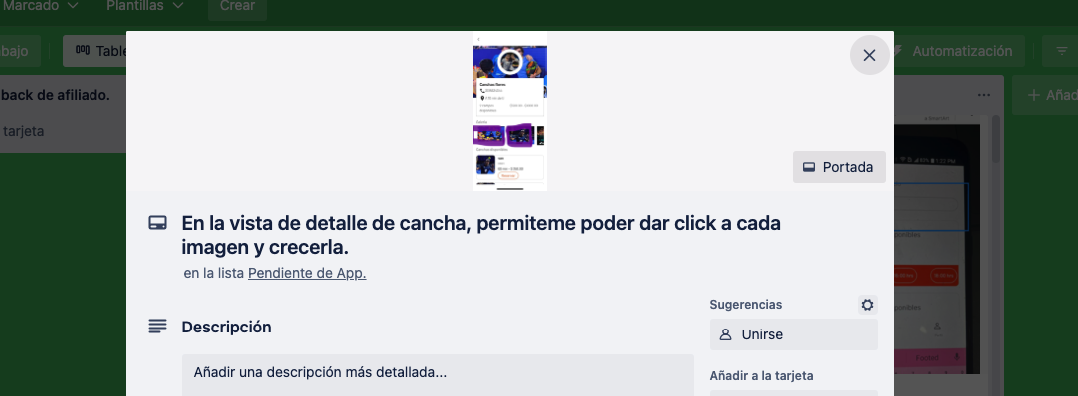 Marcado
Plantillas
Crear
bajo
Table
Automatización
back de afiliado.
Añad
tarjeta
Portada
En la vista de detalle de cancha, permiteme poder dar click a cada
imagen y crecerla.
en la lista Pendiente de App.
Sugerencias
Descripción
Unirse
Añadir una descripción más detallada...
Añadir a la tarjeta